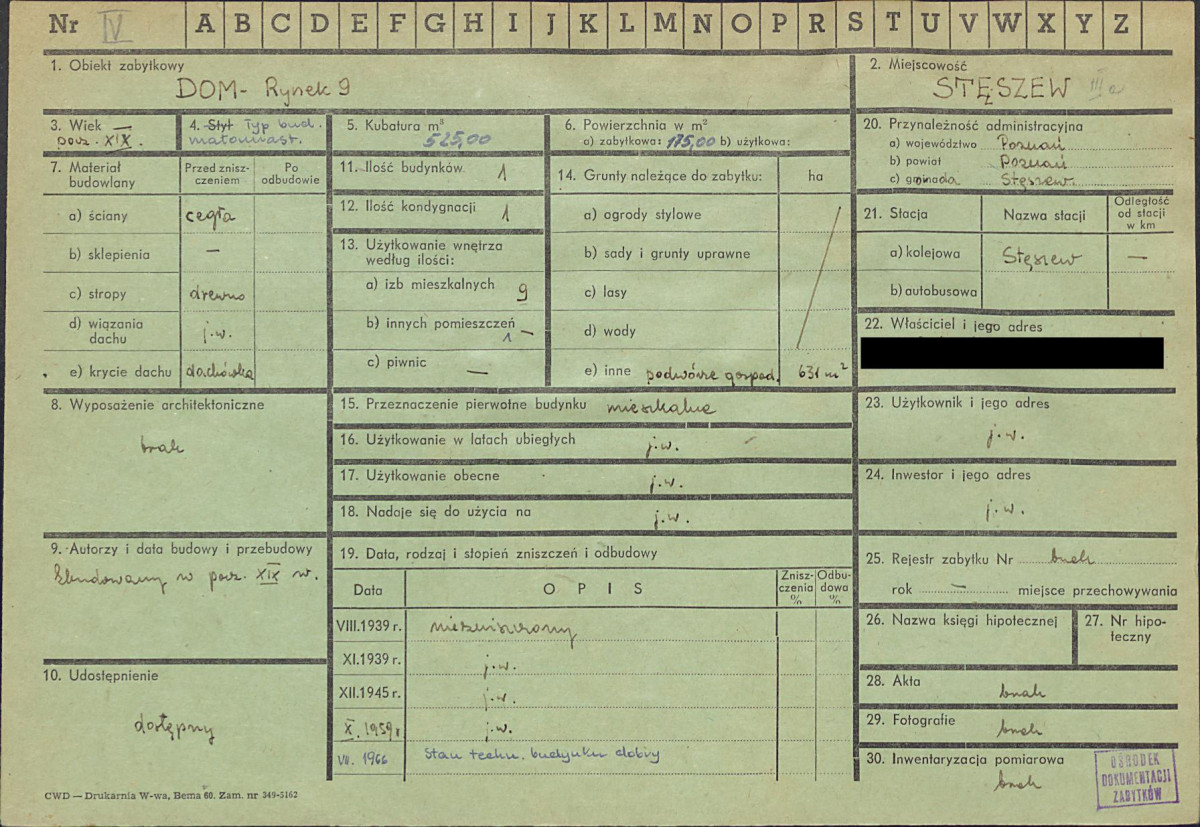 Nr IV A B C D E F G H I J K L M N O P R S T U V W X Y Z
1. Obiekt zabytkowy
DOM - Rynek 9
2. Miejscowość
STĘSZEW III a
3. Wiek
pocz. XIX.
4. Styl Typ bud.
małomiast.
5. Kubatura m³
525,00
6. Powierzchnia w m²
a) zabytkowa: 175,00 b) użytkowa:
7. Materiał budowlany
Przed zniszczeniem
Po odbudowie
a) ściany cegła
b) sklepienia —
c) stropy drewno
d) wiązania dachu j.w.
e) krycie dachu dachówka
8. Wyposażenie architektoniczne
brak
9. Autorzy i data budowy i przebudowy
Zbudowany w pocz. XIX w.
10. Udostępnienie
dostępny
11. Ilość budynków 1
12. Ilość kondygnacji 1
13. Użytkowanie wnętrza
według ilości:
a) izb mieszkalnych 9
b) innych pomieszczeń — 1
c) piwnic —
14. Grunty należące do zabytku: ha
a) ogrody stylowe
b) sady i grunty uprawne
c) lasy
d) wody
e) inne podwórze gospod. 631 m²
15. Przeznaczenie pierwotne budynku mieszkalne
16. Użytkowanie w latach ubiegłych j.w.
17. Użytkowanie obecne j.w.
18. Nadaje się do użycia na j.w.
19. Data, rodzaj i stopień zniszczeń i odbudowy
Data OPIS Zniszczenia % Odbudowa %
VIII.1939 r. niezniszczony
XI.1939 r. j.w.
XII.1945 r. j.w.
X. 1959 r. j.w.
VII. 1966 Stan techn. budynku dobry
20. Przynależność administracyjna
a) województwo Poznań
b) powiat Poznań
c) gromada Stęszew
21. Stacja Nazwa stacji Odległość od stacji w km
a) kolejowa Stęszew —
b) autobusowa
22. Właściciel i jego adres
23. Użytkownik i jego adres
j.w.
24. Inwestor i jego adres
j.w.
25. Rejestr zabytku Nr brak
rok — miejsce przechowywania
26. Nazwa księgi hipotecznej
27. Nr hipoteczny
28. Akta
brak
29. Fotografie
brak
30. Inwentaryzacja pomiarowa
brak
OŚRODEK
DOKUMENTACJI
ZABYTKÓW
CWD — Drukarnia W-wa, Bema 60. Zam. nr 349-5162